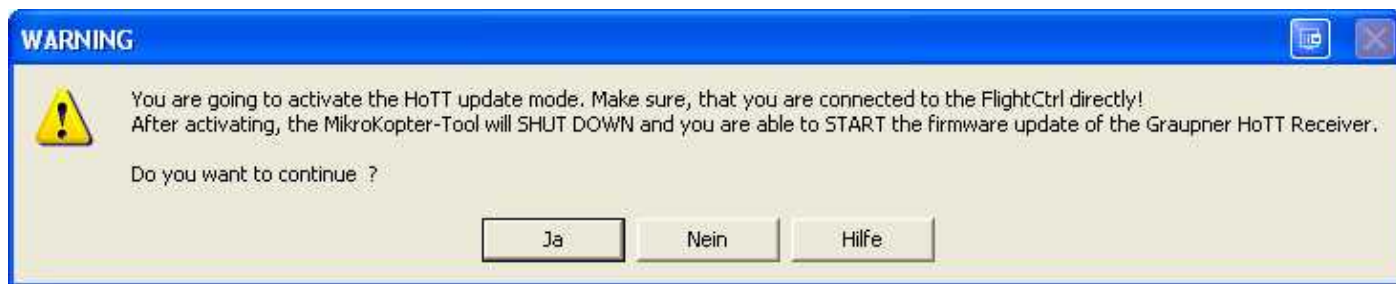 WARNING
You are going to activate the HoTT update mode. Make sure, that you are connected to the FlightCtrl directly!
After activating, the MikroKopter-Tool will SHUT DOWN and you are able to START the firmware update of the Graupner HoTT Receiver.
Do you want to continue ?
Ja
Nein
Hilfe